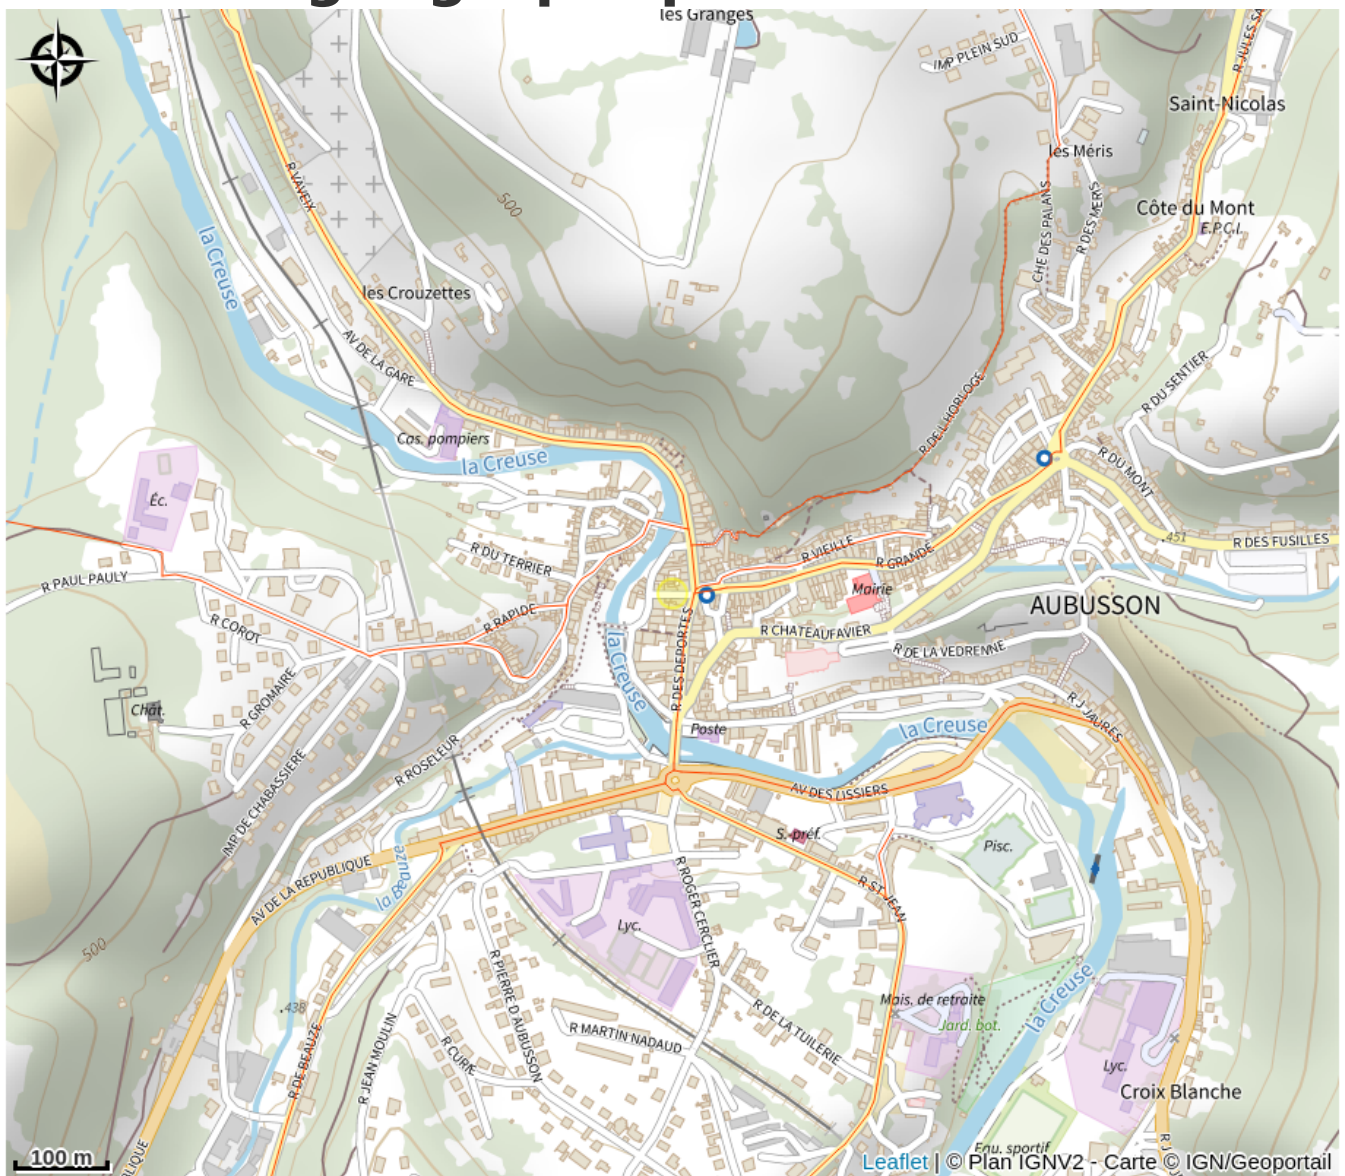 les Granges
IMP PLEIN SUD
R JULES SA
Saint-Nicolas
les Méris
R VAVEIX
500
CHE DES PALANS
R DES MERIS
Côte du Mont
E.P.C.I.
la Creuse
les Crouzettes
AV DE LA GARE
R DU SENTIER
R DE L'HORLOGE
Cas. pompiers
la Creuse
R DU MONT
Éc.
451
R DES FUSILLES
R DU TERRIER
R VIEILLE
R GRANDE
R PAUL PAULY
Mairie
AUBUSSON
R RAPIDE
R COROT
R CHATEAUFAVIER
R DE LA VEDRENNE
la Creuse
R DES DEPORTES
R GROMAIRE
Chât.
R J JAURES
Poste
la Creuse
R ROSELEUR
IMP DE CHABASSIERE
AV DES LISSIERS
S.-préf.
Pisc.
AV DE LA REPUBLIQUE
la Beauze
R ROGER CERCLIER
R ST JEAN
Lyc.
500
R PIERRE D AUBUSSON
Mais. de retraite
438
Jard. bot.
la Creuse
R DE LA TUILERIE
R MARTIN NADAUD
R DE BEAUZE
R JEAN MOULIN
R CURIE
Lyc.
Croix Blanche
Enu. sportif
R J
LIQUE
100 m
Leaflet | © Plan IGNV2 - Carte © IGN/Geoportail